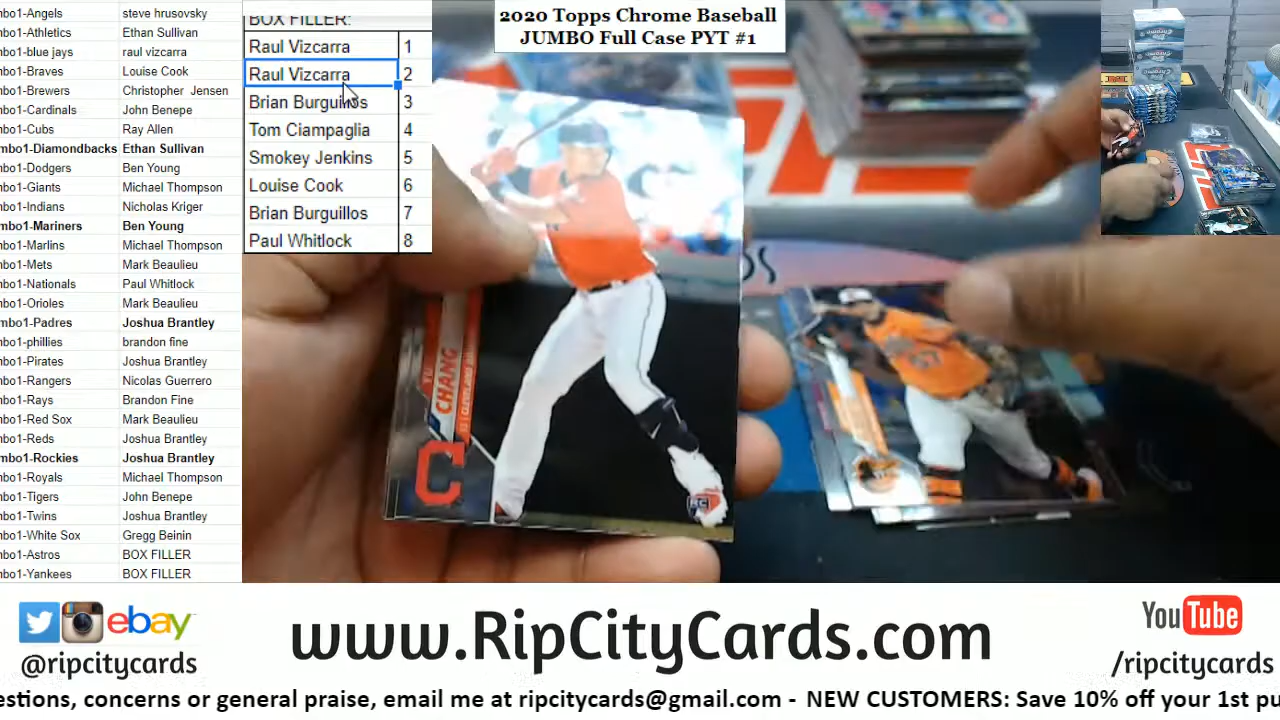 mbo1-Angels steve hrusovsky
mbo1-Athletics Ethan Sullivan
mbo1-blue jays raul vizcarra
mbo1-Braves Louise Cook
mbo1-Brewers Christopher Jensen
mbo1-Cardinals John Benepe
mbo1-Cubs Ray Allen
mbo1-Diamondbacks Ethan Sullivan
mbo1-Dodgers Ben Young
mbo1-Giants Michael Thompson
mbo1-Indians Nicholas Kriger
mbo1-Mariners Ben Young
mbo1-Marlins Michael Thompson
mbo1-Mets Mark Beaulieu
mbo1-Nationals Paul Whitlock
mbo1-Orioles Mark Beaulieu
mbo1-Padres Joshua Brantley
mbo1-phillies brandon fine
mbo1-Pirates Joshua Brantley
mbo1-Rangers Nicolas Guerrero
mbo1-Rays Brandon Fine
mbo1-Red Sox Mark Beaulieu
mbo1-Reds Joshua Brantley
mbo1-Rockies Joshua Brantley
mbo1-Royals Michael Thompson
mbo1-Tigers John Benepe
mbo1-Twins Joshua Brantley
mbo1-White Sox Gregg Beinin
mbo1-Astros BOX FILLER
mbo1-Yankees BOX FILLER
BOX FILLER:
Raul Vizcarra 1
Raul Vizcarra 2
Brian Burguillos 3
Tom Ciampaglia 4
Smokey Jenkins 5
Louise Cook 6
Brian Burguillos 7
Paul Whitlock 8
2020 Topps Chrome Baseball
JUMBO Full Case PYT #1
YU
CHANG
C
RC
ebay
@ripcitycards
www.RipCityCards.com
YouTube
/ripcitycards
estions, concerns or general praise, email me at ripcitycards@gmail.com - NEW CUSTOMERS: Save 10% off your 1st pu